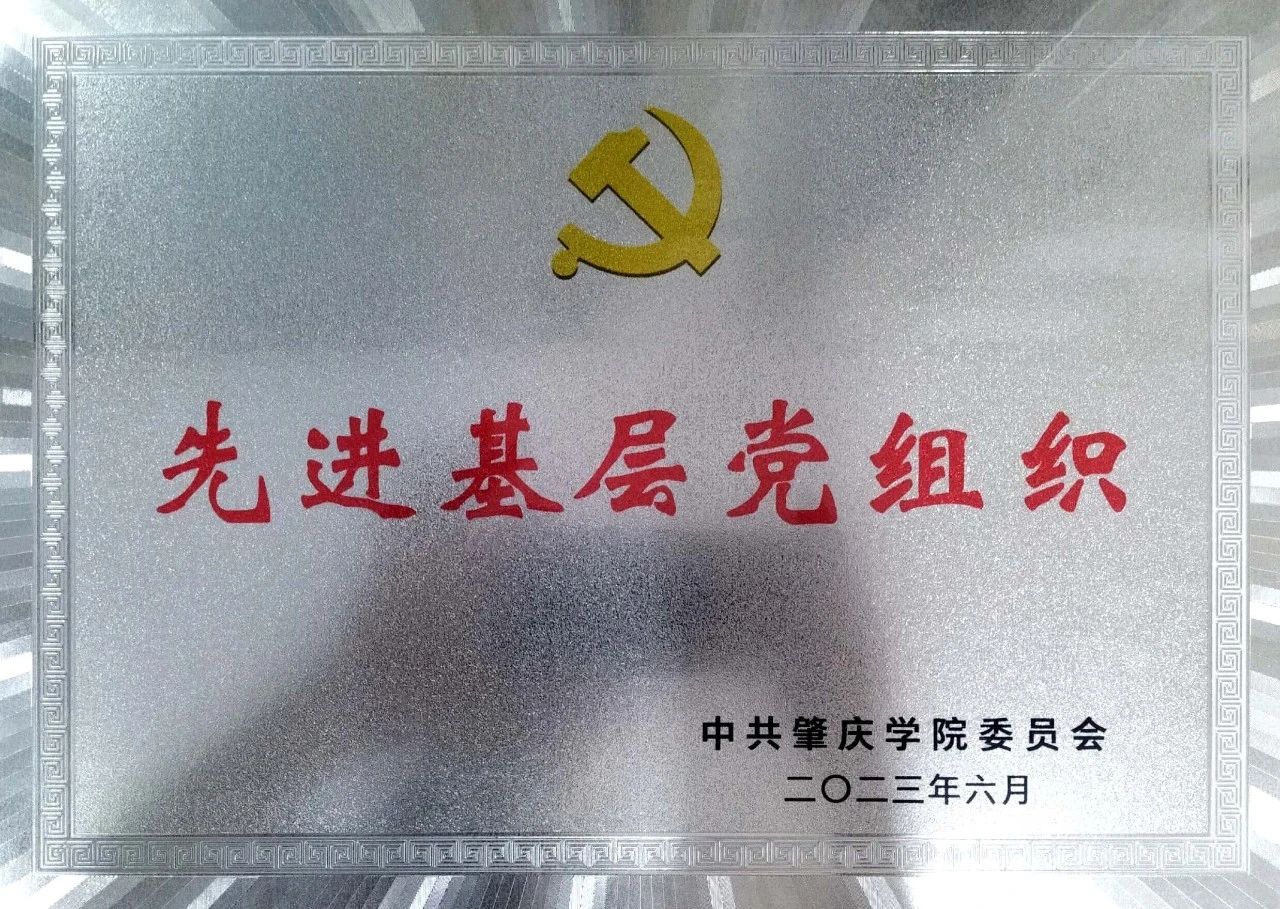 先进基层党组织
中共肇庆学院委员会
二〇二三年六月